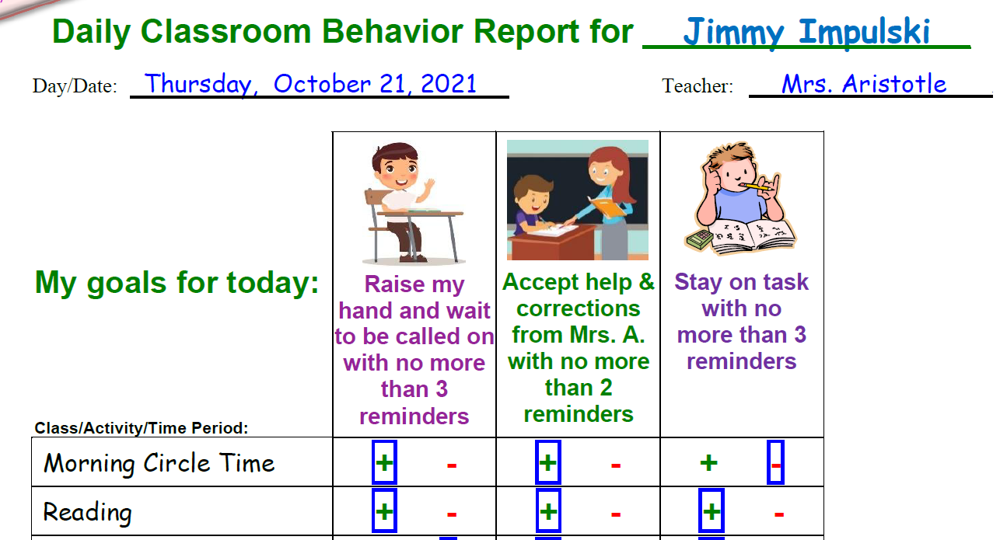 Daily Classroom Behavior Report for Jimmy Impulski
Day/Date: Thursday, October 21, 2021 Teacher: Mrs. Aristotle
My goals for today:
Raise my
hand and wait
to be called on
with no more
than 3
reminders
Accept help &
corrections
from Mrs. A.
with no more
than 2
reminders
Stay on task
with no
more than 3
reminders
Class/Activity/Time Period:
Morning Circle Time + - + - + -
Reading + - + - + -